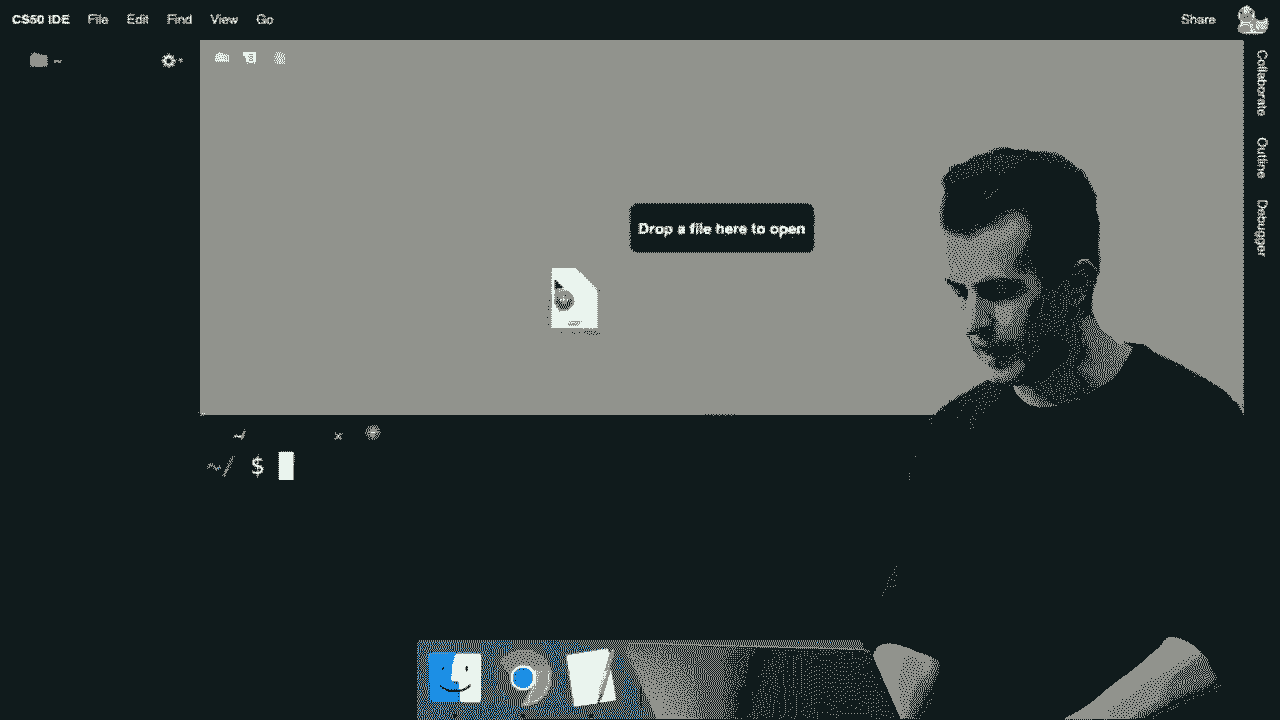 CS50 IDE File Edit Find View Go Share
~
Collaborate
Outline
Debugger
Drop a file here to open
~/ ×
~/ $